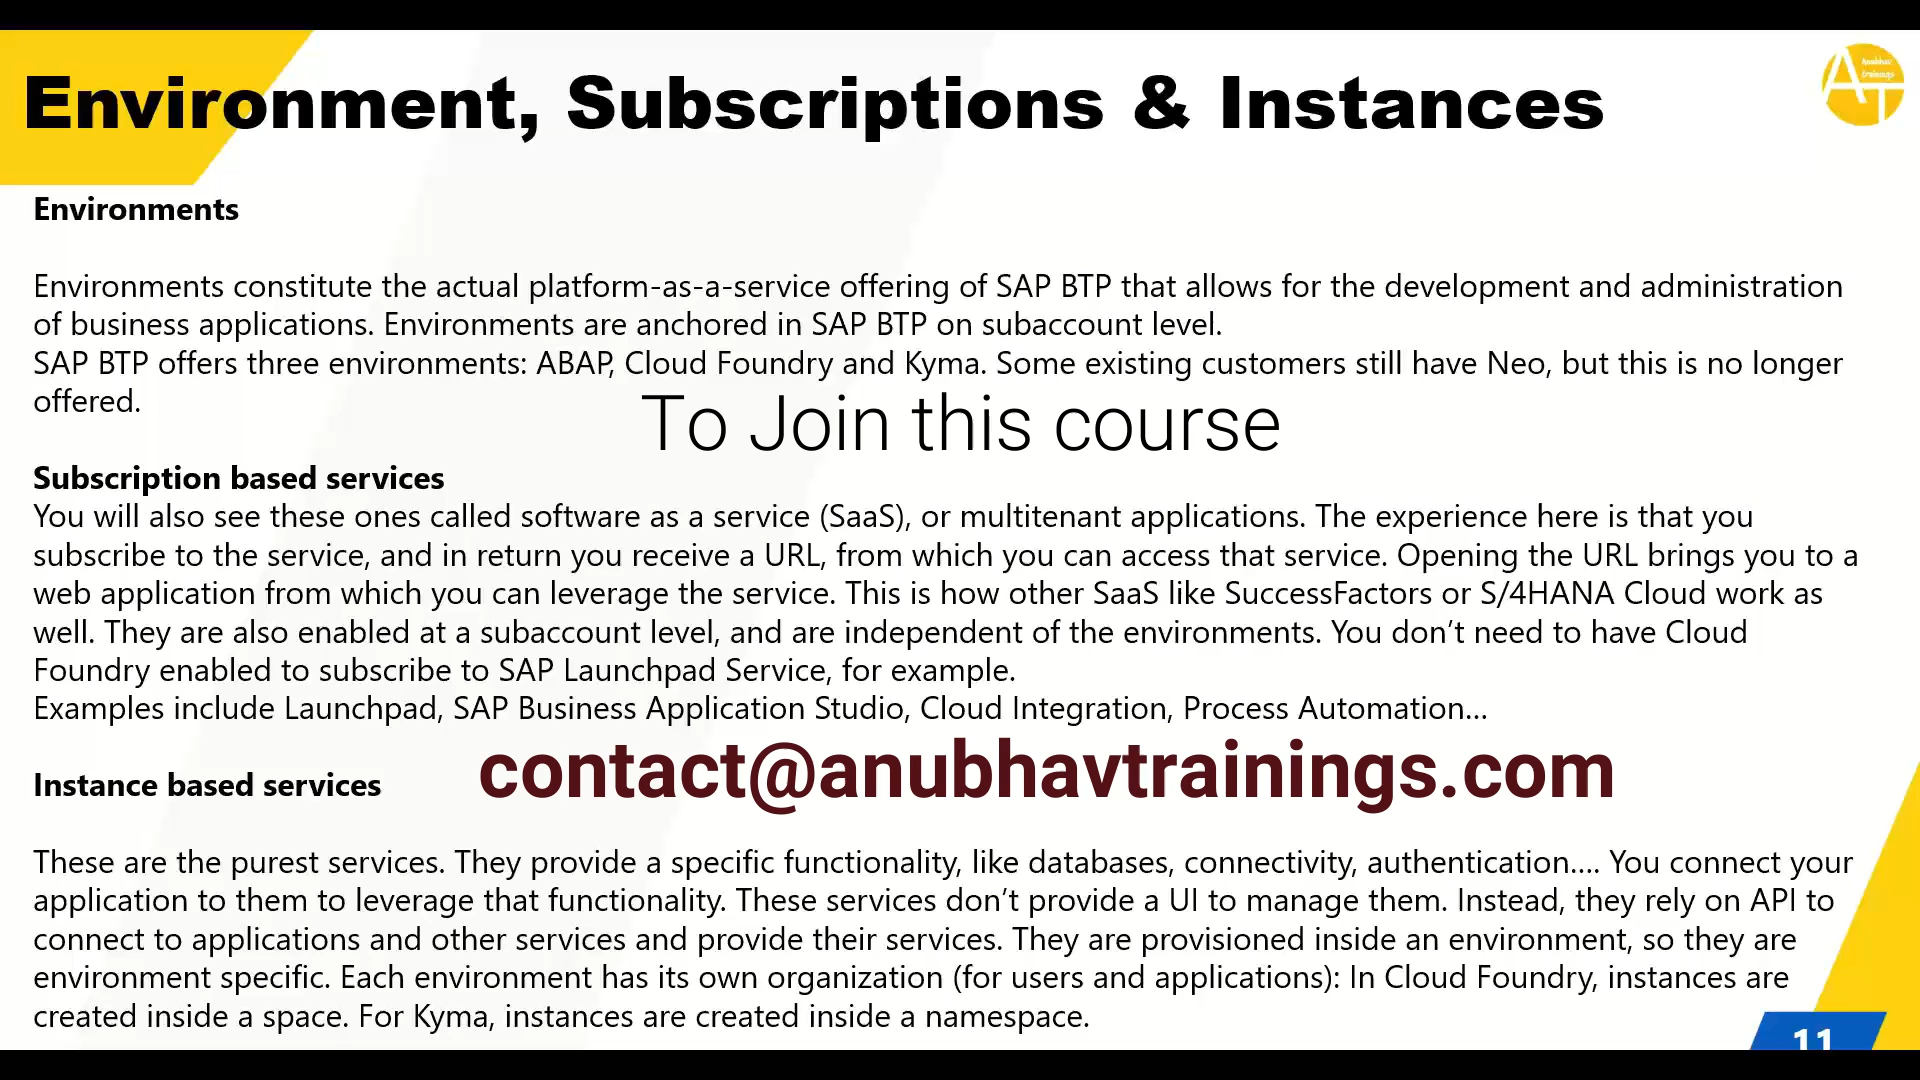 Environment, Subscriptions & Instances
Anubhav
trainings
AT
Environments
Environments constitute the actual platform-as-a-service offering of SAP BTP that allows for the development and administration
of business applications. Environments are anchored in SAP BTP on subaccount level.
SAP BTP offers three environments: ABAP, Cloud Foundry and Kyma. Some existing customers still have Neo, but this is no longer
offered.
To Join this course
Subscription based services
You will also see these ones called software as a service (SaaS), or multitenant applications. The experience here is that you
subscribe to the service, and in return you receive a URL, from which you can access that service. Opening the URL brings you to a
web application from which you can leverage the service. This is how other SaaS like SuccessFactors or S/4HANA Cloud work as
well. They are also enabled at a subaccount level, and are independent of the environments. You don’t need to have Cloud
Foundry enabled to subscribe to SAP Launchpad Service, for example.
Examples include Launchpad, SAP Business Application Studio, Cloud Integration, Process Automation…
contact@anubhavtrainings.com
Instance based services
These are the purest services. They provide a specific functionality, like databases, connectivity, authentication…. You connect your
application to them to leverage that functionality. These services don’t provide a UI to manage them. Instead, they rely on API to
connect to applications and other services and provide their services. They are provisioned inside an environment, so they are
environment specific. Each environment has its own organization (for users and applications): In Cloud Foundry, instances are
created inside a space. For Kyma, instances are created inside a namespace.
11